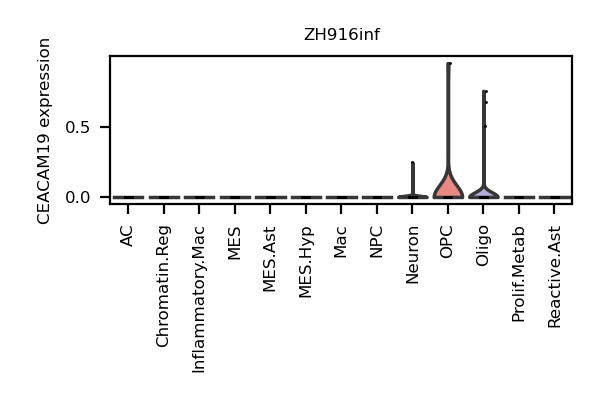 ZH916inf
CEACAM19 expression
0.5
0.0
AC
Chromatin.Reg
Inflammatory.Mac
MES
MES.Ast
MES.Hyp
Mac
NPC
Neuron
OPC
Oligo
Prolif.Metab
Reactive.Ast